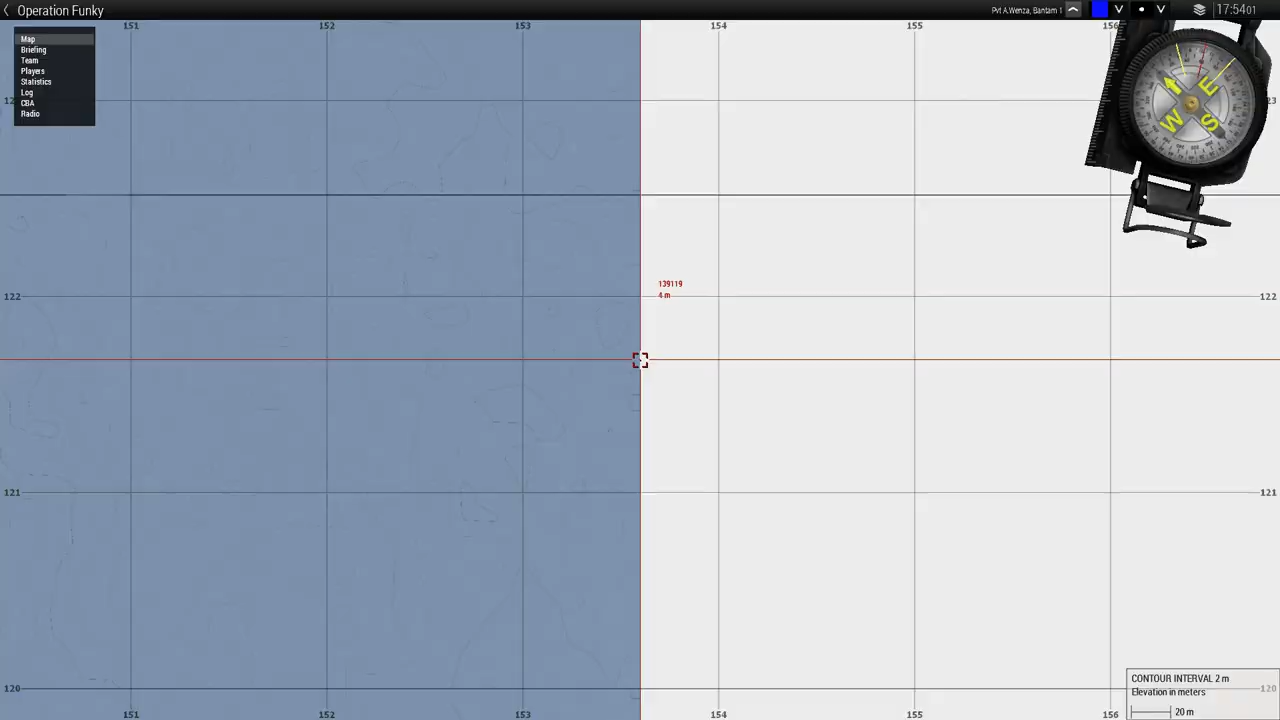 Operation Funky
Pvt A.Wenza, Bantam 1
17:54 01
151 152 153 154 155 156
Map
Briefing
Team
Players
Statistics
Log
CBA
Radio
W E S
122 122
139119
4 m
121 121
120 120
151 152 153 154 155 156
CONTOUR INTERVAL 2 m
Elevation in meters
20 m